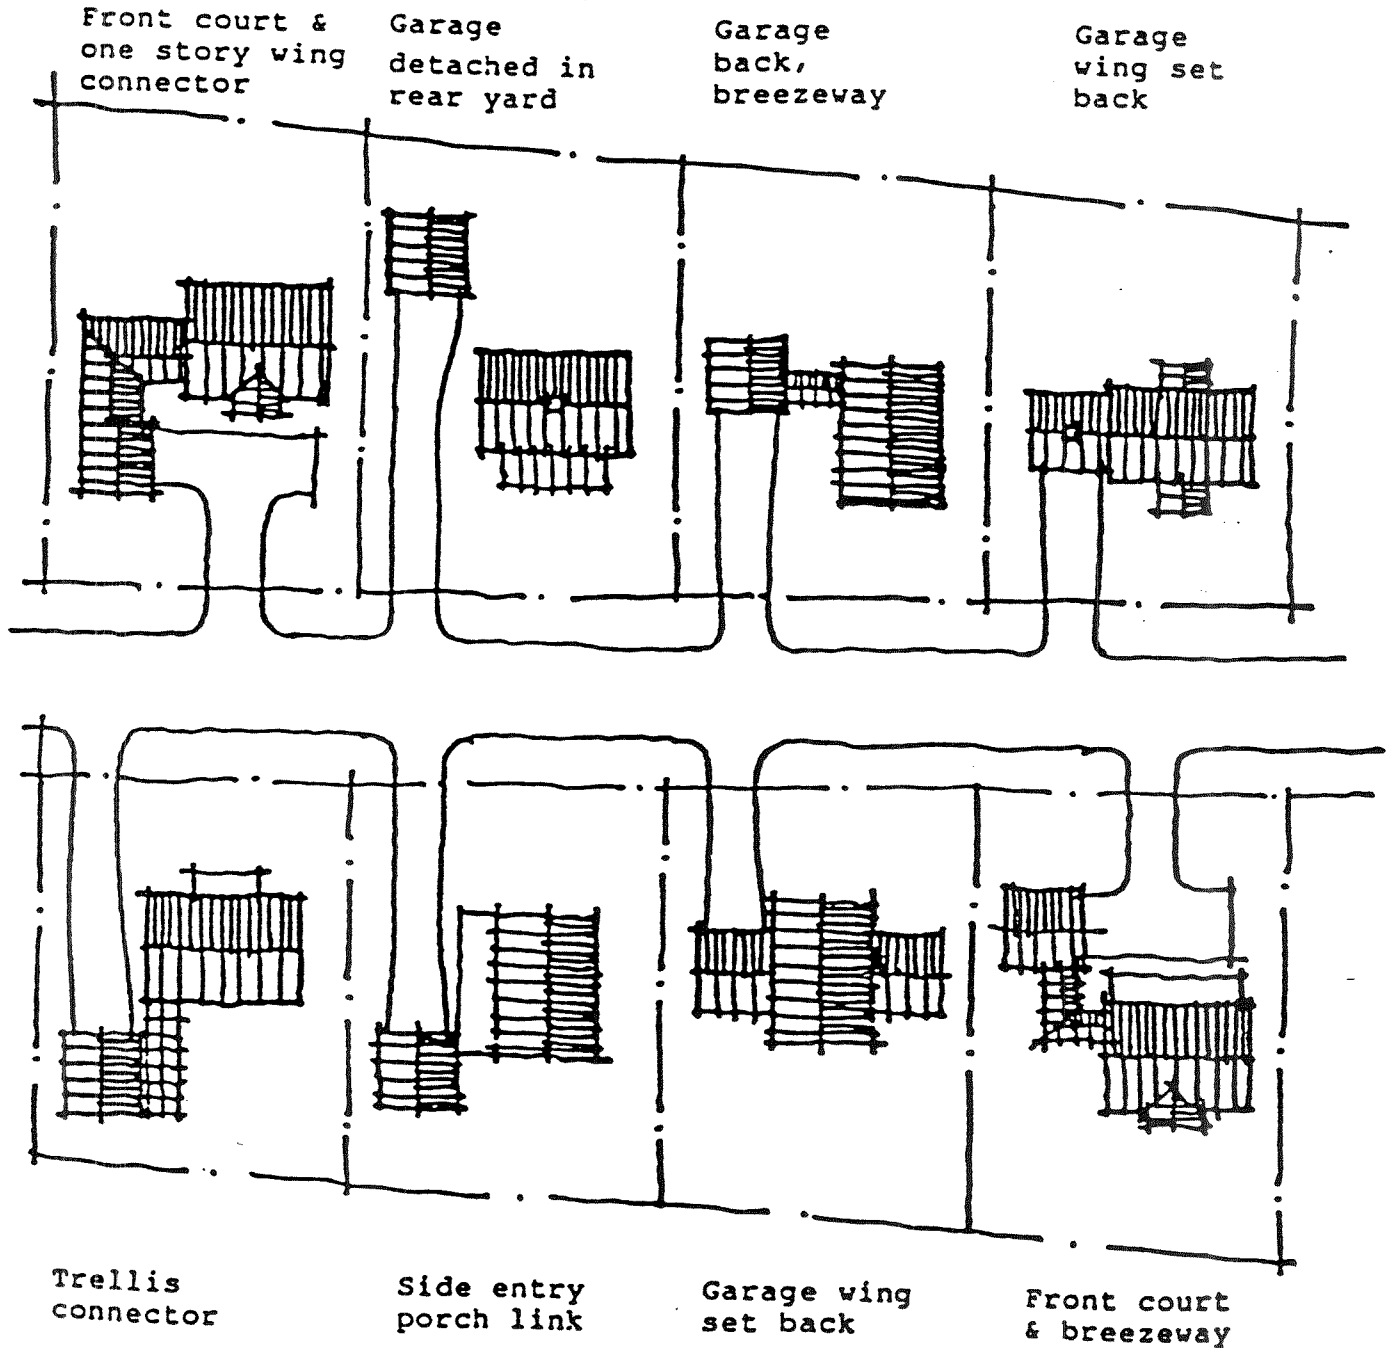 Front court &
one story wing
connector
Garage
detached in
rear yard
Garage
back,
breezeway
Garage
wing set
back
Trellis
connector
Side entry
porch link
Garage wing
set back
Front court
& breezeway